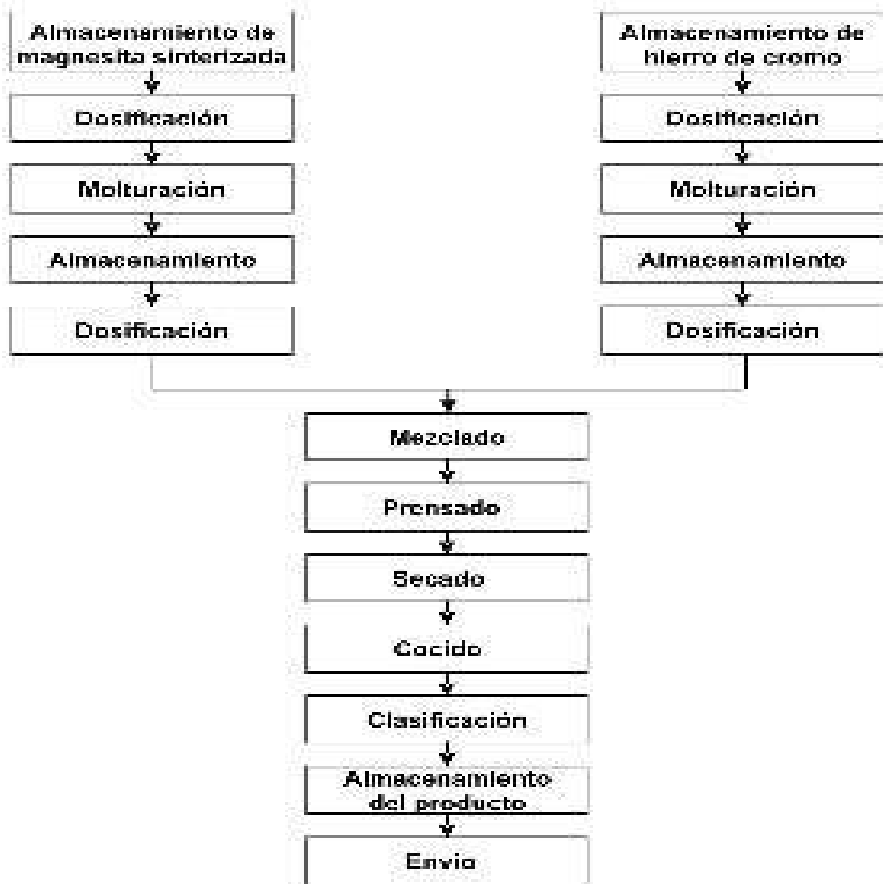 Almacenamiento de
magnesita sinterizada
Dosificación
Molturación
Almacenamiento
Dosificación
Almacenamiento de
hierro de cromo
Dosificación
Molturación
Almacenamiento
Dosificación
Mezclado
Prensado
Secado
Cocido
Clasificación
Almacenamiento
del producto
Envio